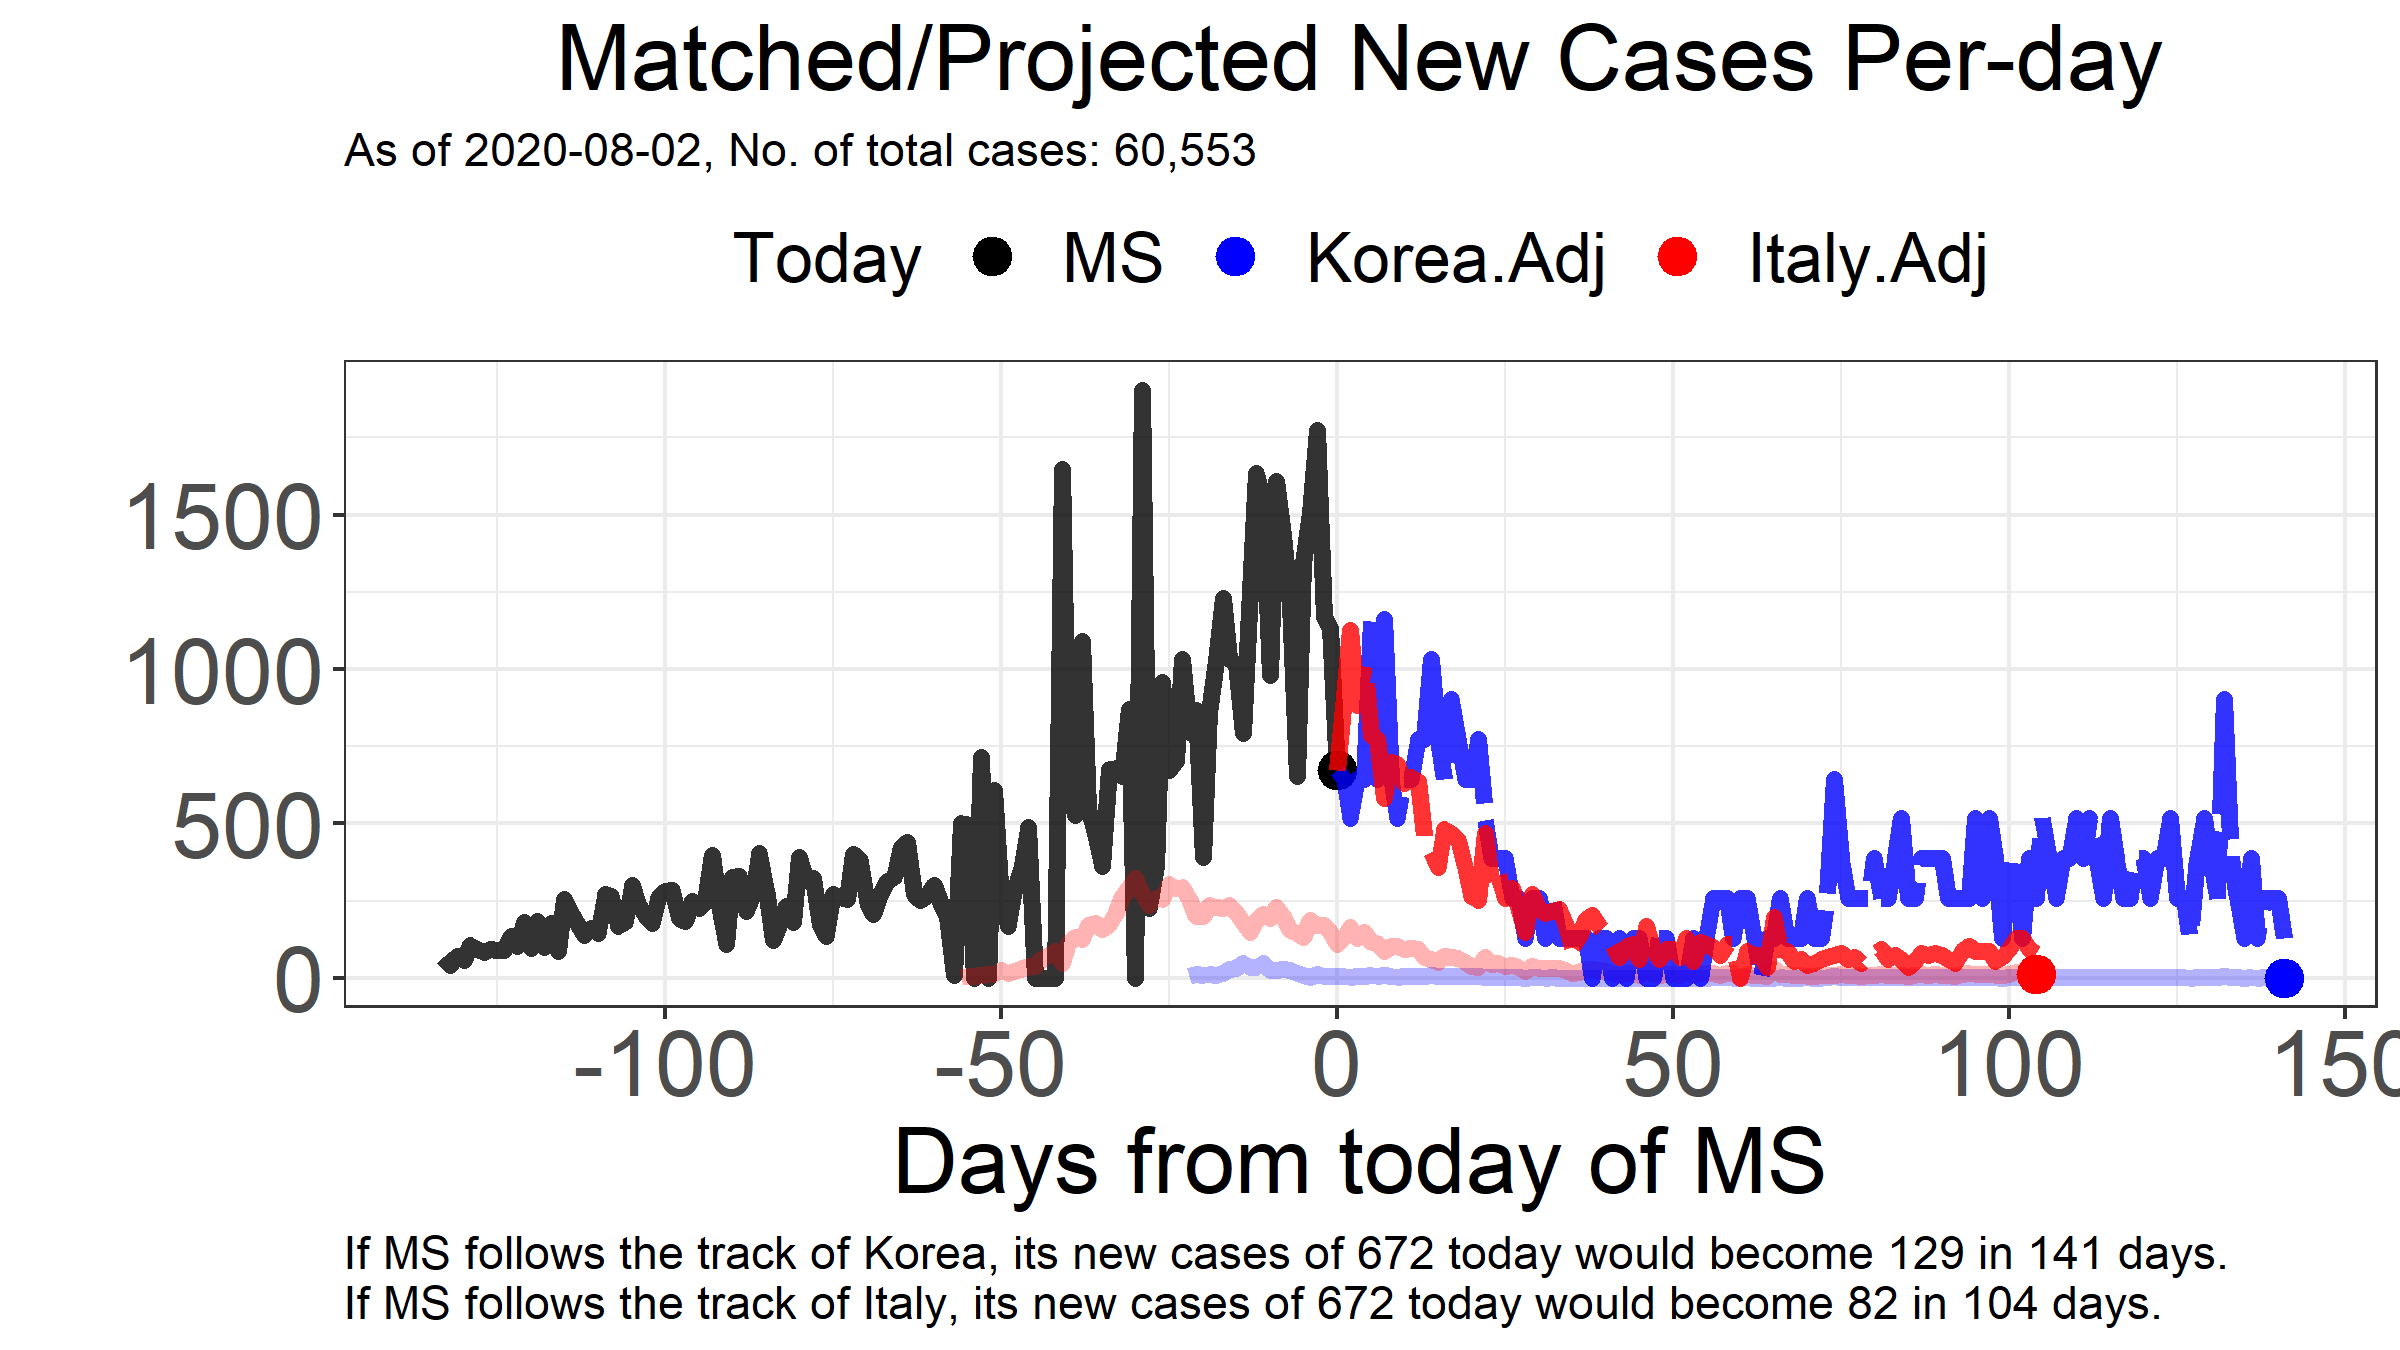 Matched/Projected New Cases Per-day
As of 2020-08-02, No. of total cases: 60,553
Today MS Korea.Adj Italy.Adj
1500
1000
500
0
-100 -50 0 50 100 150
Days from today of MS
If MS follows the track of Korea, its new cases of 672 today would become 129 in 141 days.
If MS follows the track of Italy, its new cases of 672 today would become 82 in 104 days.